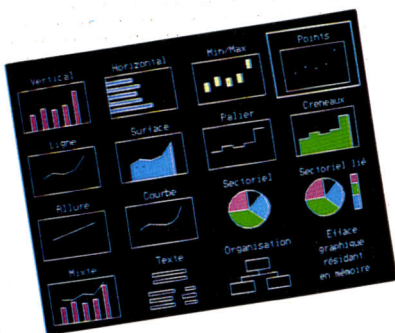 Vertical
Horizontal
Min/Max
Points
Ligne
Surface
Palier
Creneaux
Allure
Courbe
Sectoriel
Sectoriel lié
Mixte
Texte
Organisation
Efface
graphique
résidant
en mémoire